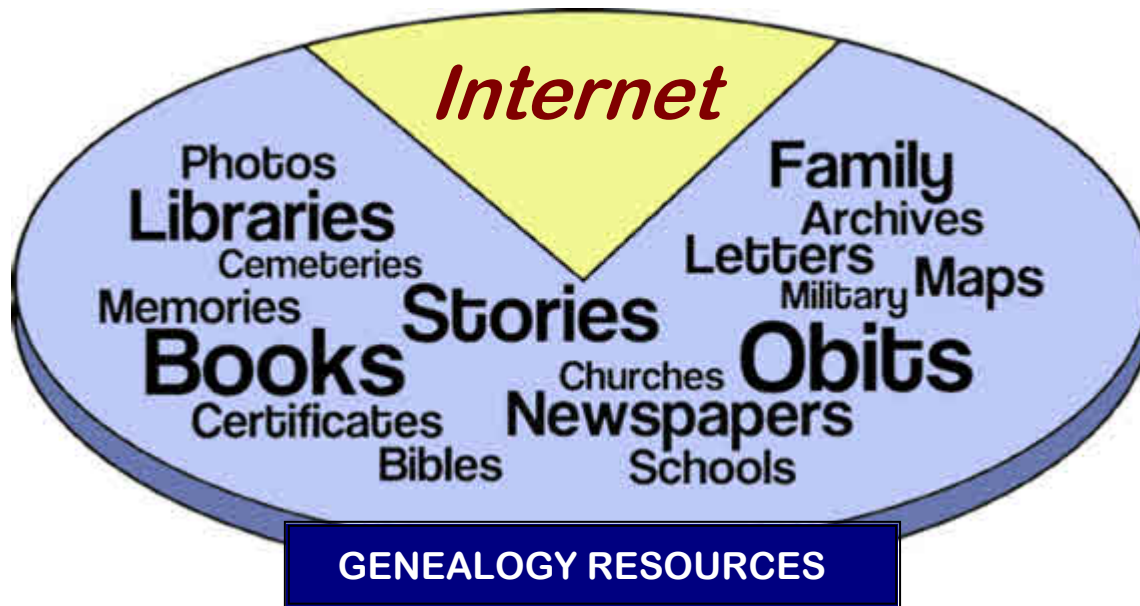 Internet
Photos
Libraries
Cemeteries
Memories
Stories
Books
Certificates
Bibles
Family
Archives
Letters
Maps
Military
Obits
Churches
Newspapers
Schools
GENEALOGY RESOURCES